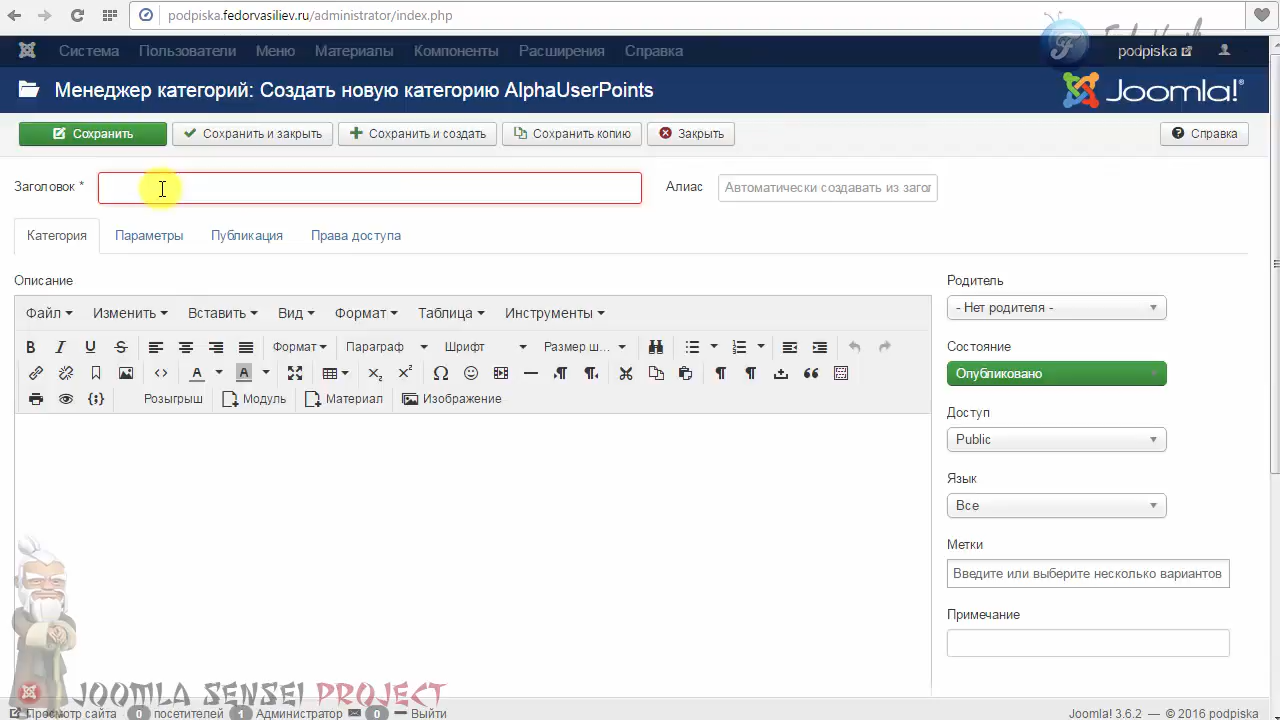 podpiska.fedorvasiliev.ru/administrator/index.php
Система Пользователи Меню Материалы Компоненты Расширения Справка podpiska
Менеджер категорий: Создать новую категорию AlphaUserPoints Joomla!
Сохранить Сохранить и закрыть Сохранить и создать Сохранить копию Закрыть Справка
Заголовок * Алиас Автоматически создавать из загол
Категория Параметры Публикация Права доступа
Описание
Файл Изменить Вставить Вид Формат Таблица Инструменты
Формат Параграф Шрифт Размер ш...
Розыгрыш Модуль Материал Изображение
Родитель
- Нет родителя -
Состояние
Опубликовано
Доступ
Public
Язык
Все
Метки
Введите или выберите несколько вариантов
Примечание
JOOMLA SENSEI PROJECT
Просмотр сайта 0 посетителей 1 Администратор 0 Выйти Joomla! 3.6.2 — © 2016 podpiska